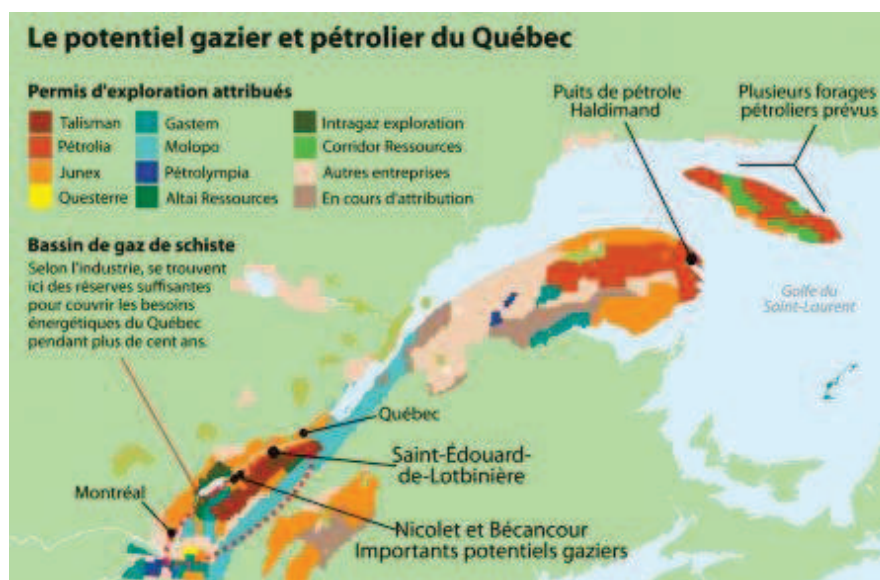 Le potentiel gazier et pétrolier du Québec
Permis d'exploration attribués
Talisman
Pétrolia
Junex
Questerre
Gastem
Molopo
Pétrolympia
Altai Ressources
Intragaz exploration
Corridor Ressources
Autres entreprises
En cours d'attribution
Puits de pétrole
Haldimand
Plusieurs forages
pétroliers prévus
Bassin de gaz de schiste
Selon l'industrie, se trouvent
ici des réserves suffisantes
pour couvrir les besoins
énergétiques du Québec
pendant plus de cent ans.
Golfe du
Saint-Laurent
Québec
Saint-Édouard-
de-Lotbinière
Montréal
Nicolet et Bécancour
Importants potentiels gaziers